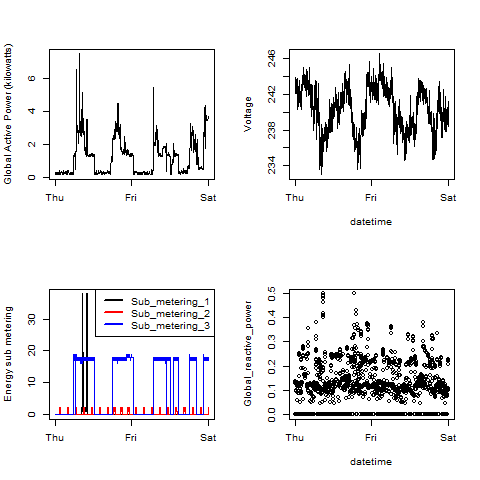 Global Active Power (kilowatts)
0 2 4 6
Thu Fri Sat
Voltage
234 238 242 246
Thu Fri Sat
datetime
Energy sub metering
0 10 20 30
Sub_metering_1
Sub_metering_2
Sub_metering_3
Thu Fri Sat
Global_reactive_power
0.0 0.1 0.2 0.3 0.4 0.5
Thu Fri Sat
datetime